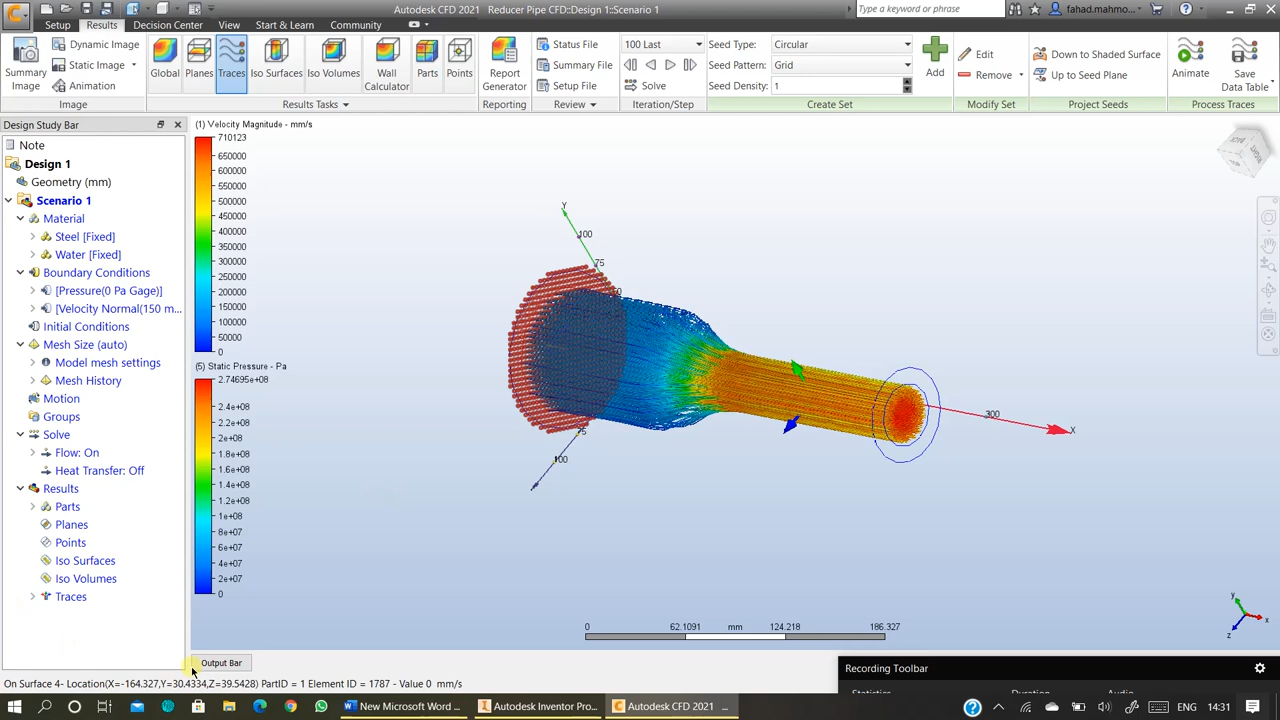 Autodesk CFD 2021 Reducer Pipe CFD::Design 1::Scenario 1
Type a keyword or phrase
fahad.mahmo...
Setup Results Decision Center View Start & Learn Community
Summary Image
Dynamic Image
Static Image
Animation
Image
Global Planes Traces Iso Surfaces Iso Volumes Wall Calculator Parts Points
Results Tasks
Report Generator
Reporting
Status File
Summary File
Setup File
Review
100 Last
Solve
Iteration/Step
Seed Type: Circular
Seed Pattern: Grid
Seed Density: 1
Add
Create Set
Edit
Remove
Modify Set
Down to Shaded Surface
Up to Seed Plane
Project Seeds
Animate
Save Data Table
Process Traces
Design Study Bar
Note
Design 1
Geometry (mm)
Scenario 1
Material
Steel [Fixed]
Water [Fixed]
Boundary Conditions
[Pressure(0 Pa Gage)]
[Velocity Normal(150 m...
Initial Conditions
Mesh Size (auto)
Model mesh settings
Mesh History
Motion
Groups
Solve
Flow: On
Heat Transfer: Off
Results
Parts
Planes
Points
Iso Surfaces
Iso Volumes
Traces
(1) Velocity Magnitude - mm/s
710123
650000
600000
550000
500000
450000
400000
350000
300000
250000
200000
150000
100000
50000
0
(5) Static Pressure - Pa
2.74695e+08
2.4e+08
2.2e+08
2e+08
1.8e+08
1.6e+08
1.4e+08
1.2e+08
1e+08
8e+07
6e+07
4e+07
2e+07
0
Y
100
75
75
100
300
X
0 62.1091 mm 124.218 186.327
y
x
z
Output Bar
Recording Toolbar
Statistics Duration Audio
On Surface 4- Location(X=-164.327,Y=30.4334,Z=39.5428) PartID = 1 Element ID = 1787 - Value 0 mm/s
New Microsoft Word ...
Autodesk Inventor Pro...
Autodesk CFD 2021 ...
14:31